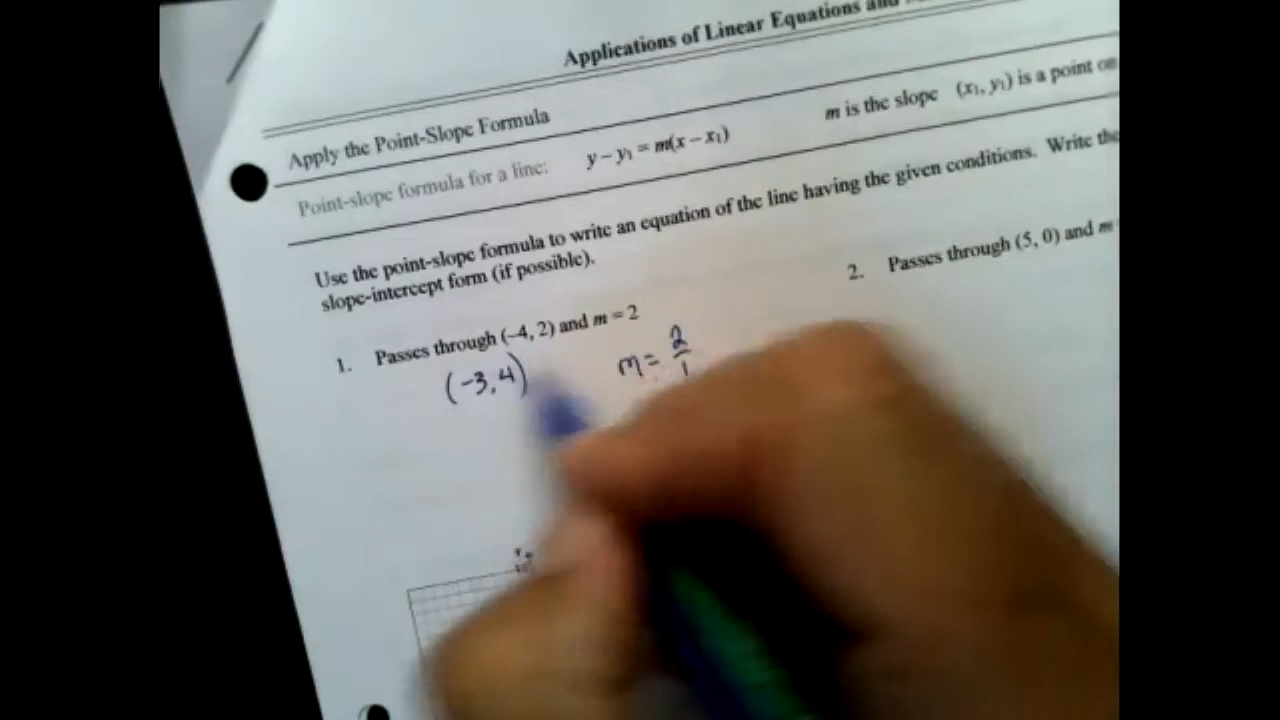 Applications of Linear Equations and
Apply the Point-Slope Formula
Point-slope formula for a line: y – y₁ = m(x – x₁) m is the slope (x₁, y₁) is a point on
Use the point-slope formula to write an equation of the line having the given conditions. Write the
slope-intercept form (if possible).
1. Passes through (–4, 2) and m = 2
2. Passes through (5, 0) and m
(-3,4) m = 2/1